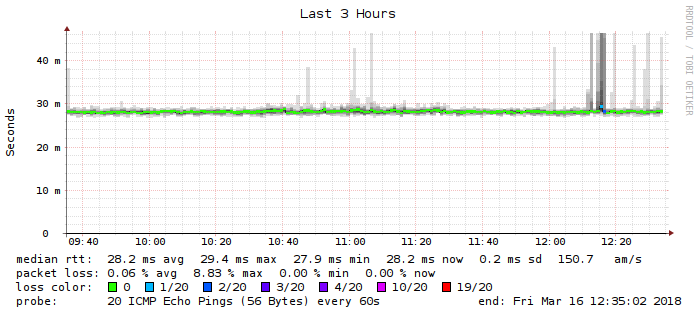 Last 3 Hours
RRDTOOL / TOBI OETIKER
Seconds
40 m
30 m
20 m
10 m
0
09:40 10:00 10:20 10:40 11:00 11:20 11:40 12:00 12:20
median rtt: 28.2 ms avg 29.4 ms max 27.9 ms min 28.2 ms now 0.2 ms sd 150.7 am/s
packet loss: 0.06 % avg 8.83 % max 0.00 % min 0.00 % now
loss color: 0 1/20 2/20 3/20 4/20 10/20 19/20
probe: 20 ICMP Echo Pings (56 Bytes) every 60s end: Fri Mar 16 12:35:02 2018